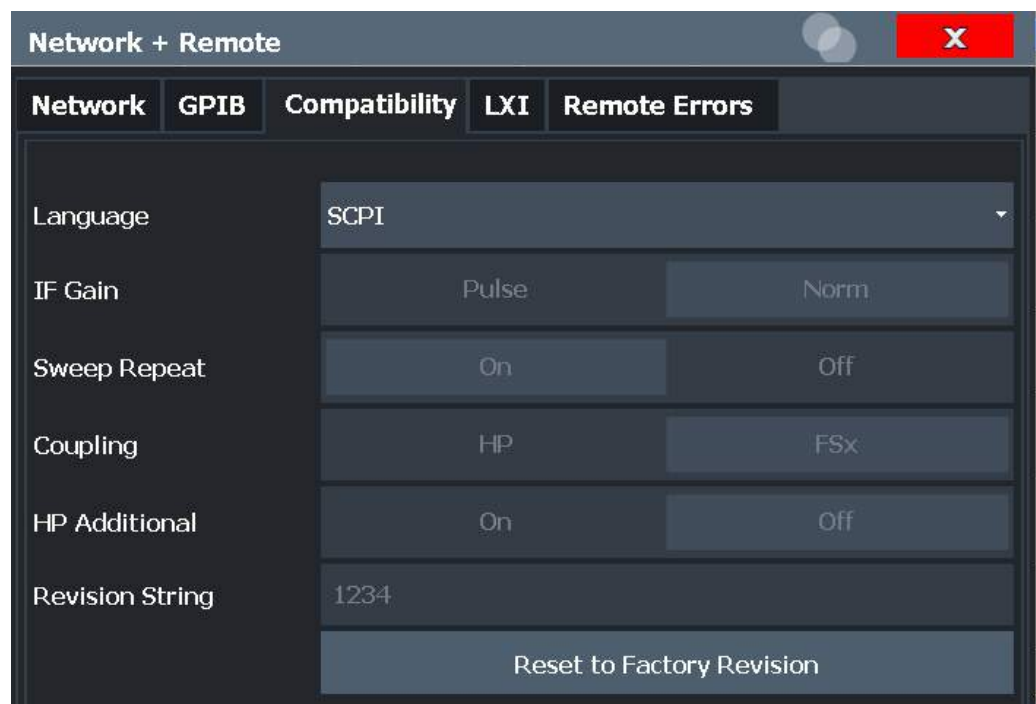 Network + Remote X
Network GPIB Compatibility LXI Remote Errors
Language SCPI
IF Gain Pulse Norm
Sweep Repeat On Off
Coupling HP FSx
HP Additional On Off
Revision String 1234
Reset to Factory Revision